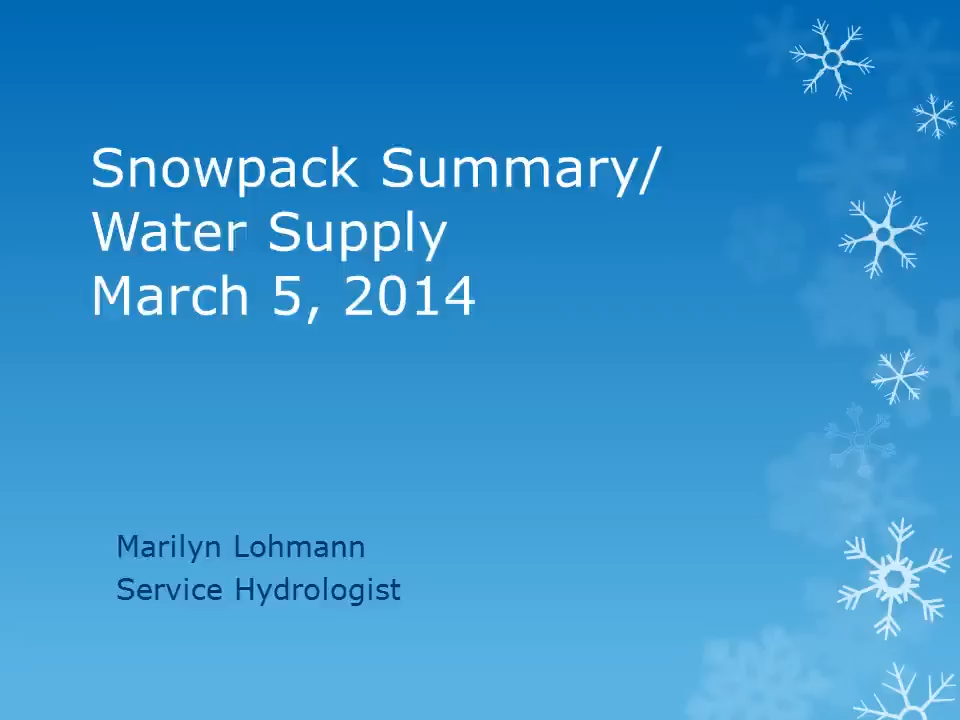 Snowpack Summary/
Water Supply
March 5, 2014
Marilyn Lohmann
Service Hydrologist